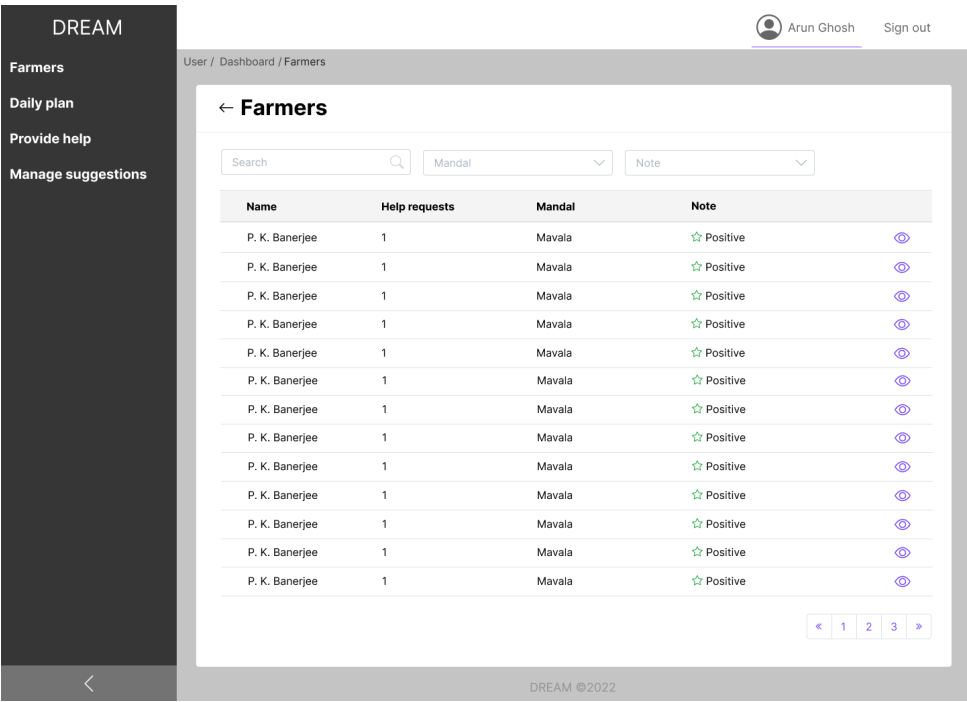 DREAM
Arun Ghosh Sign out
Farmers
Daily plan
Provide help
Manage suggestions
User / Dashboard / Farmers
← Farmers
Search Mandal Note
Name Help requests Mandal Note
P. K. Banerjee 1 Mavala Positive
P. K. Banerjee 1 Mavala Positive
P. K. Banerjee 1 Mavala Positive
P. K. Banerjee 1 Mavala Positive
P. K. Banerjee 1 Mavala Positive
P. K. Banerjee 1 Mavala Positive
P. K. Banerjee 1 Mavala Positive
P. K. Banerjee 1 Mavala Positive
P. K. Banerjee 1 Mavala Positive
P. K. Banerjee 1 Mavala Positive
P. K. Banerjee 1 Mavala Positive
P. K. Banerjee 1 Mavala Positive
P. K. Banerjee 1 Mavala Positive
« 1 2 3 »
DREAM ©2022